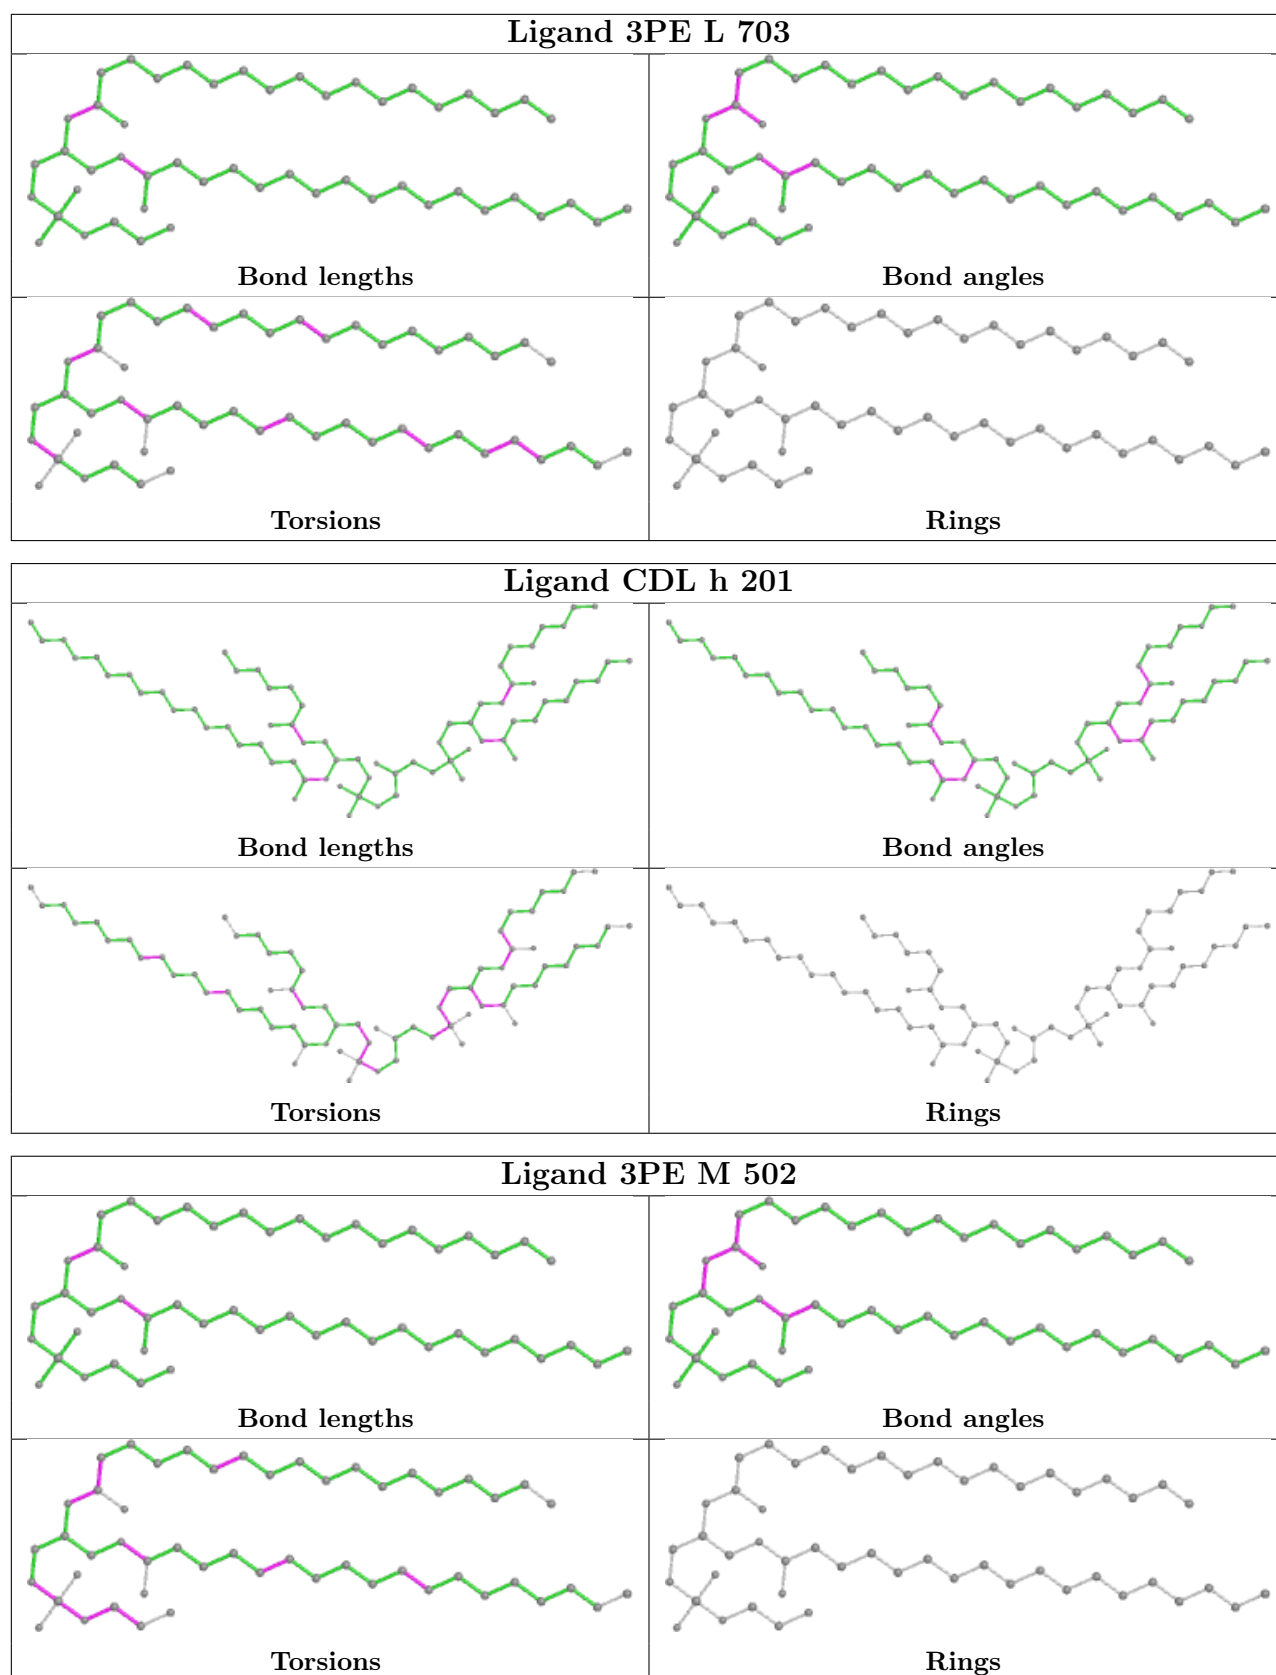 Ligand 3PE L 703
Bond lengths
Bond angles
Torsions
Rings
Ligand CDL h 201
Bond lengths
Bond angles
Torsions
Rings
Ligand 3PE M 502
Bond lengths
Bond angles
Torsions
Rings